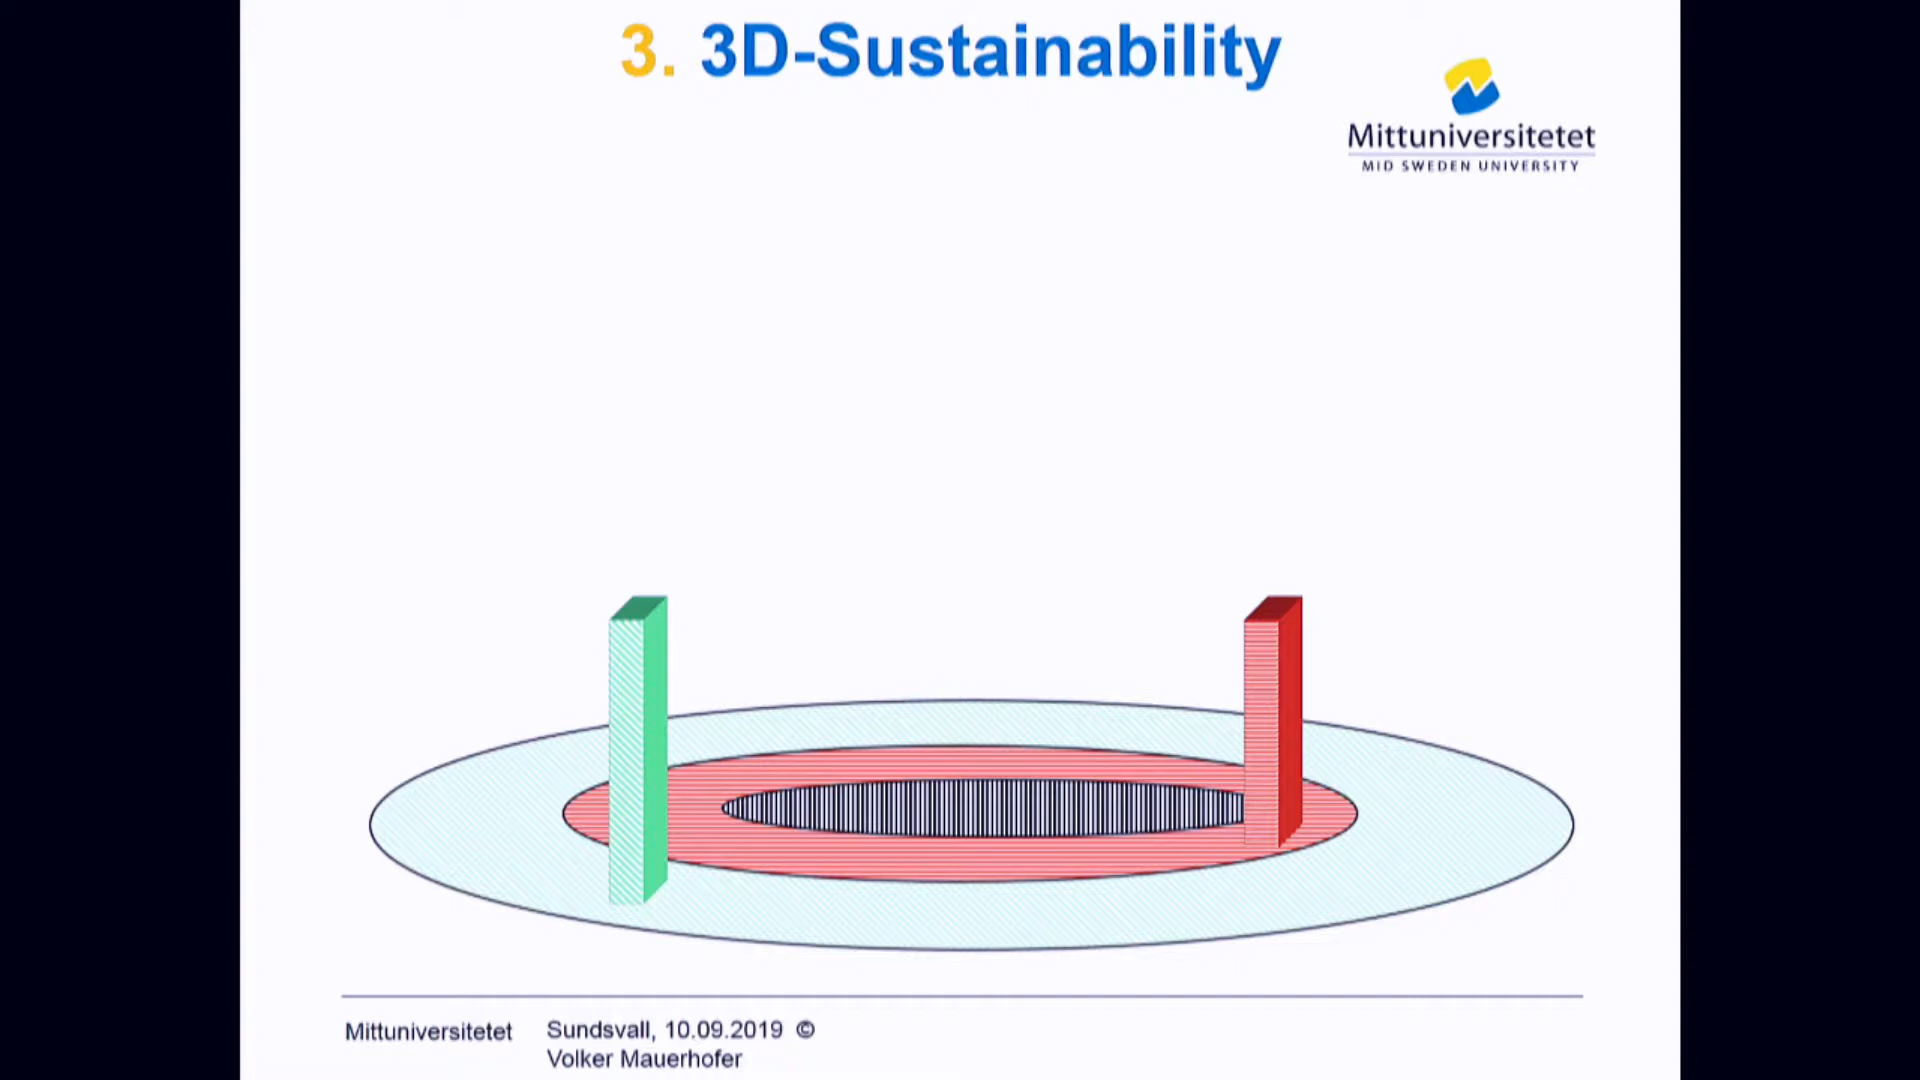 3. 3D-Sustainability
Mittuniversitetet
MID SWEDEN UNIVERSITY
Mittuniversitetet
Sundsvall, 10.09.2019 ©
Volker Mauerhofer